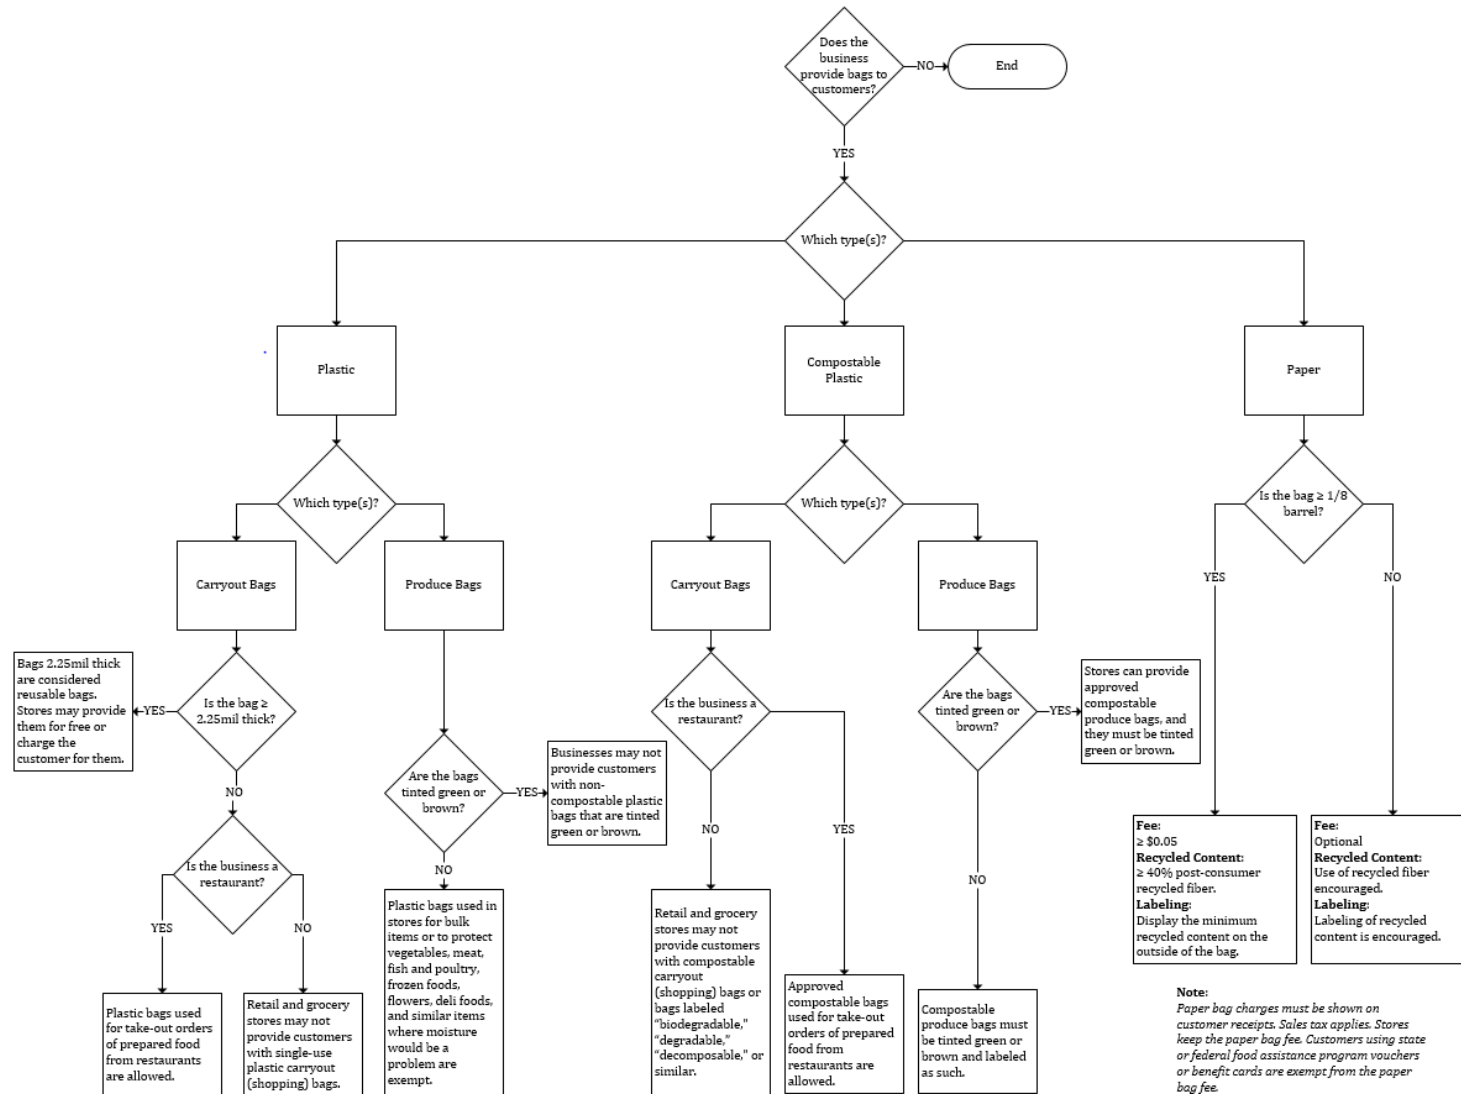 Does the
business
provide bags to
customers?
NO
End
YES
Which type(s)?
Plastic
Compostable
Plastic
Paper
Which type(s)?
Which type(s)?
Is the bag ≥ 1/8
barrel?
Carryout Bags
Produce Bags
Carryout Bags
Produce Bags
YES
NO
Bags 2.25mil thick
are considered
reusable bags.
Stores may provide
them for free or
charge the
customer for them.
YES
Is the bag ≥
2.25mil thick?
NO
Is the business a
restaurant?
YES
NO
Plastic bags used
for take-out orders
of prepared food
from restaurants
are allowed.
Retail and grocery
stores may not
provide customers
with single-use
plastic carryout
(shopping) bags.
Are the bags
tinted green or
brown?
YES
Businesses may not
provide customers
with non-
compostable plastic
bags that are tinted
green or brown.
NO
Plastic bags used in
stores for bulk
items or to protect
vegetables, meat,
fish and poultry,
frozen foods,
flowers, deli foods,
and similar items
where moisture
would be a
problem are
exempt.
Is the business a
restaurant?
NO
YES
Retail and grocery
stores may not
provide customers
with compostable
carryout
(shopping) bags or
bags labeled
"biodegradable,"
"degradable,"
"decomposable," or
similar.
Approved
compostable bags
used for take-out
orders of prepared
food from
restaurants are
allowed.
Are the bags
tinted green or
brown?
YES
Stores can provide
approved
compostable
produce bags, and
they must be tinted
green or brown.
NO
Compostable
produce bags must
be tinted green or
brown and labeled
as such.
Fee:
≥ $0.05
Recycled Content:
≥ 40% post-consumer
recycled fiber.
Labeling:
Display the minimum
recycled content on the
outside of the bag.
Fee:
Optional
Recycled Content:
Use of recycled fiber
encouraged.
Labeling:
Labeling of recycled
content is encouraged.
Note:
Paper bag charges must be shown on
customer receipts. Sales tax applies. Stores
keep the paper bag fee. Customers using state
or federal food assistance program vouchers
or benefit cards are exempt from the paper
bag fee.